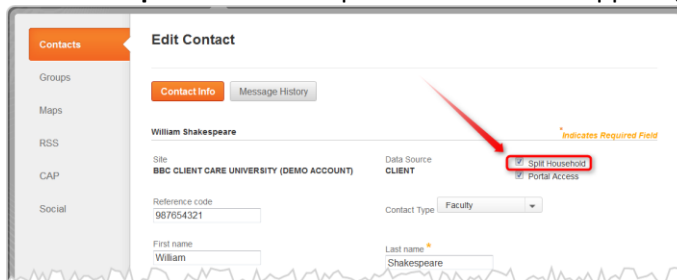 Contacts
Groups
Maps
RSS
CAP
Social
Edit Contact
Contact Info
Message History
William Shakespeare
*Indicates Required Field
Site
BBC CLIENT CARE UNIVERSITY (DEMO ACCOUNT)
Data Source
CLIENT
Split Household
Portal Access
Reference code
987654321
Contact Type
Faculty
First name
William
Last name *
Shakespeare